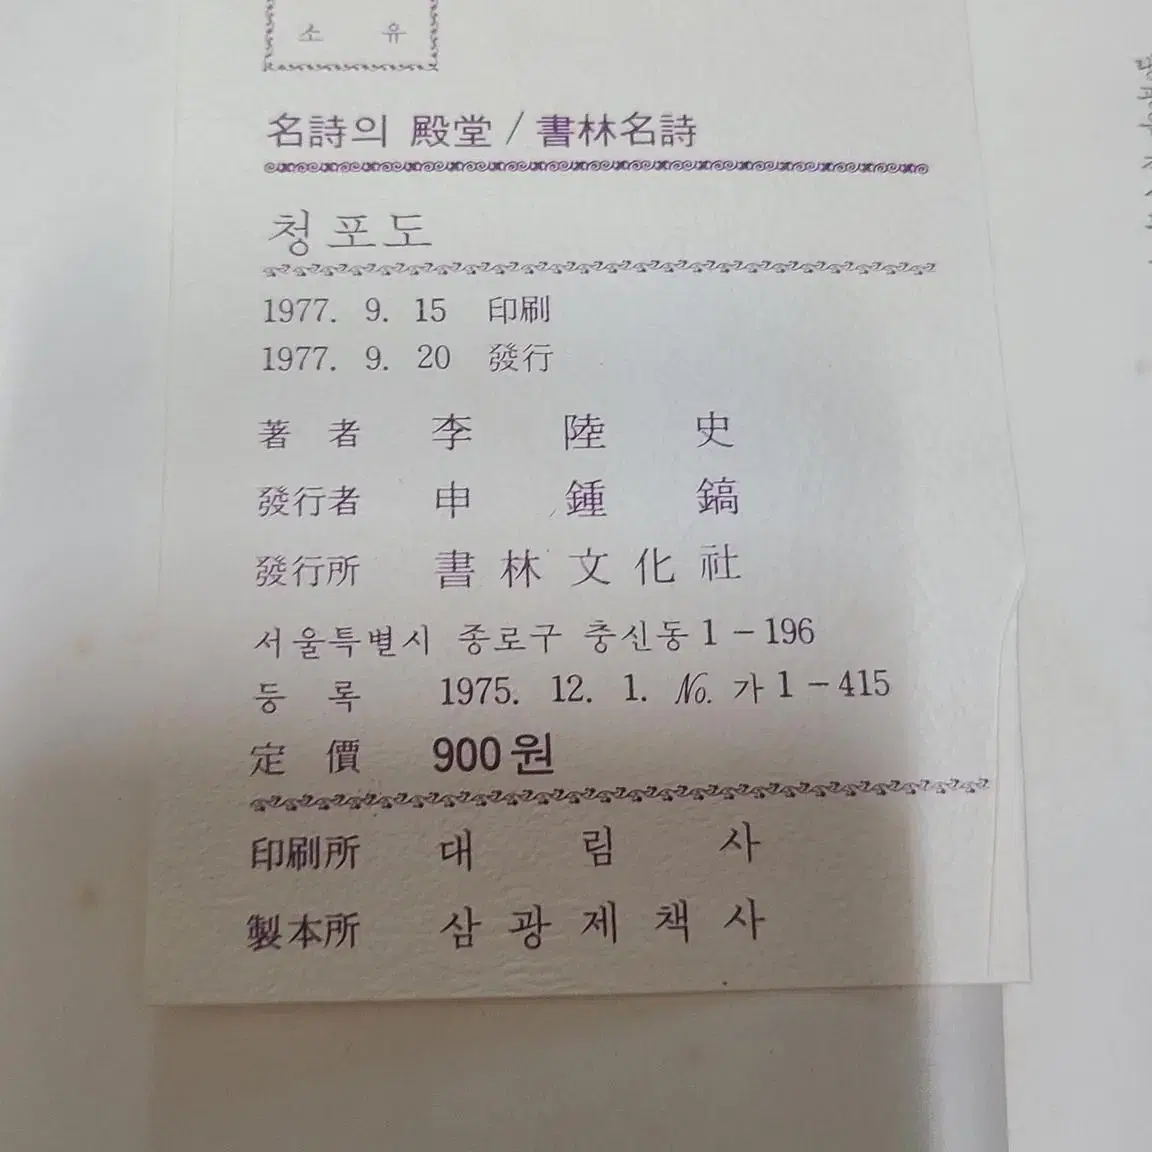 소 유
名詩의 殿堂 / 書林名詩
청포도
1977. 9. 15 印刷
1977. 9. 20 發行
著 者 李 陸 史
發行者 申 鍾 鎬
發行所 書林文化社
서울특별시 종로구 충신동 1-196
등 록 1975. 12. 1. No. 가 1-415
定 價 900원
印刷所 대 림 사
製本所 삼 광 제 책 사